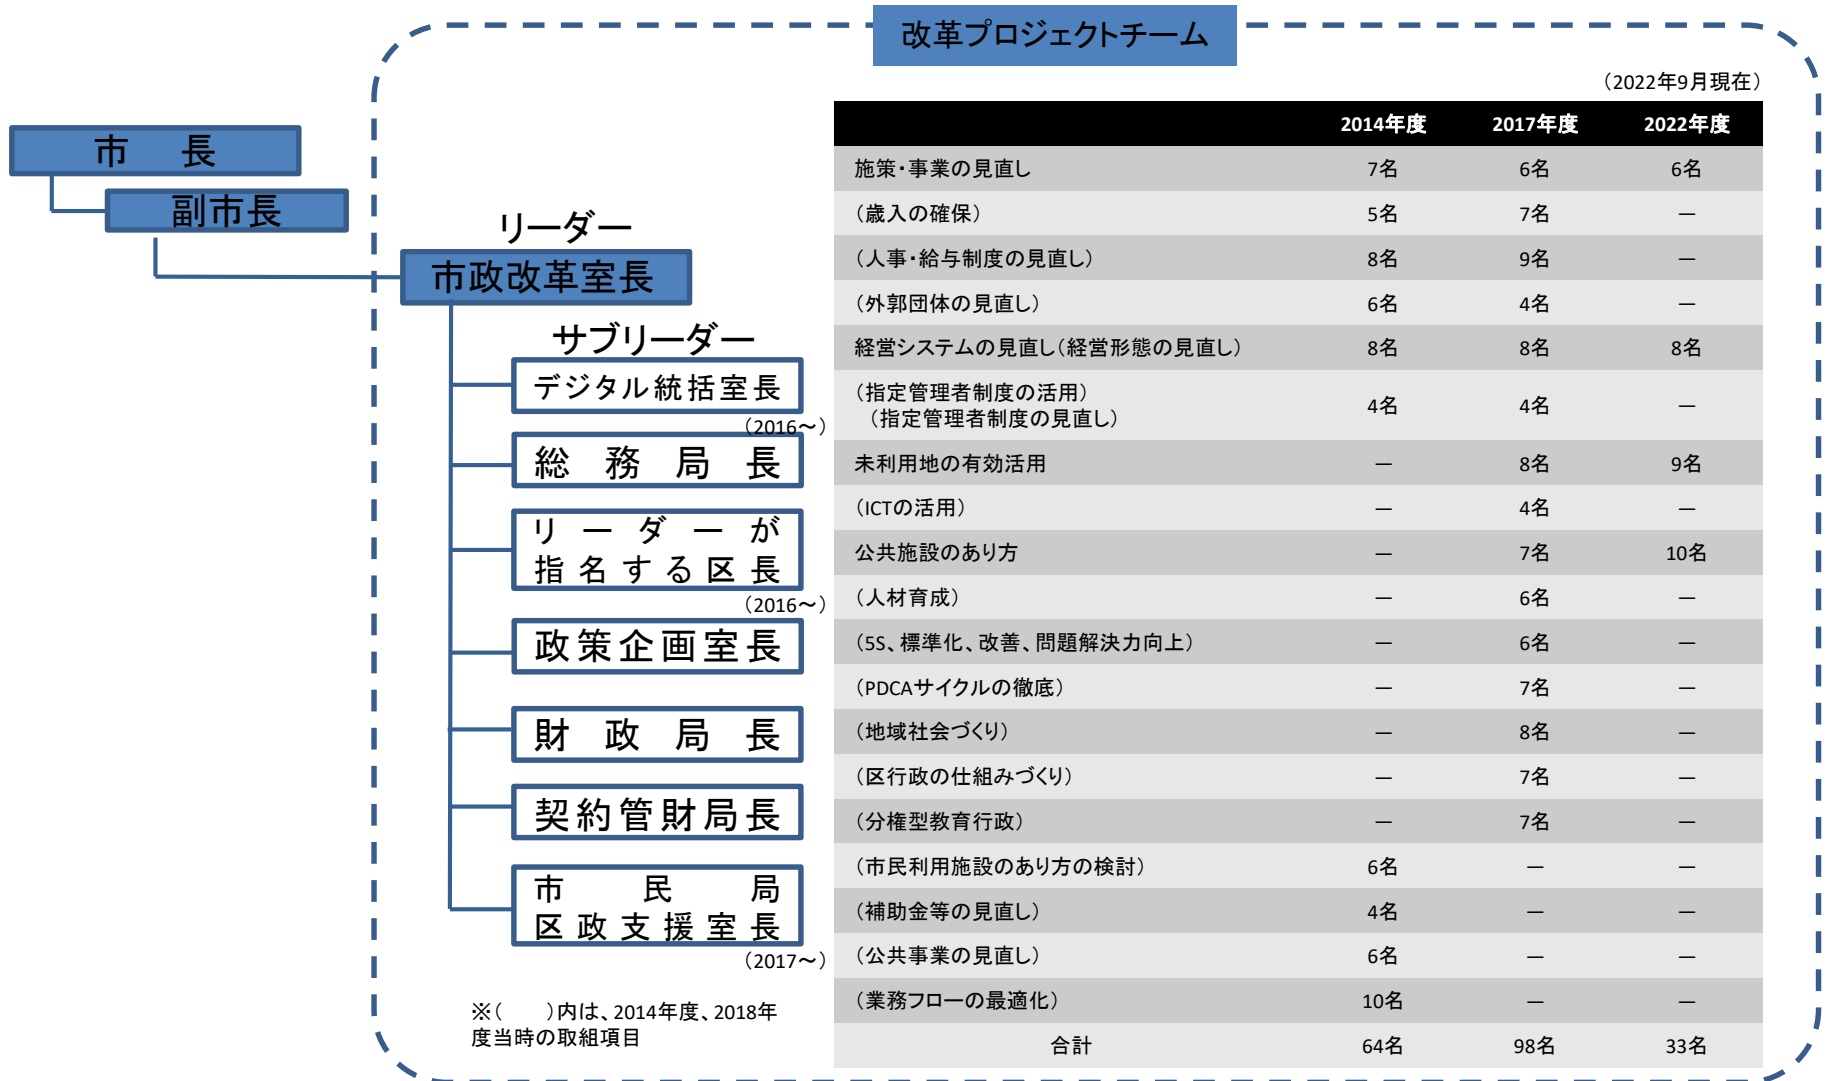 改革プロジェクトチーム
（2022年9月現在）
市　長
副市長
リーダー
市政改革室長
サブリーダー
デジタル統括室長
（2016～）
総務局長
リーダーが
指名する区長
（2016～）
政策企画室長
財政局長
契約管財局長
市民局
区政支援室長
（2017～）
※（　　）内は、2014年度、2018年
度当時の取組項目
2014年度 2017年度 2022年度
施策・事業の見直し 7名 6名 6名
（歳入の確保） 5名 7名 ―
（人事・給与制度の見直し） 8名 9名 ―
（外郭団体の見直し） 6名 4名 ―
経営システムの見直し（経営形態の見直し） 8名 8名 8名
（指定管理者制度の活用）
（指定管理者制度の見直し） 4名 4名 ―
未利用地の有効活用 ― 8名 9名
（ICTの活用） ― 4名 ―
公共施設のあり方 ― 7名 10名
（人材育成） ― 6名 ―
（5S、標準化、改善、問題解決力向上） ― 6名 ―
（PDCAサイクルの徹底） ― 7名 ―
（地域社会づくり） ― 8名 ―
（区行政の仕組みづくり） ― 7名 ―
（分権型教育行政） ― 7名 ―
（市民利用施設のあり方の検討） 6名 ― ―
（補助金等の見直し） 4名 ― ―
（公共事業の見直し） 6名 ― ―
（業務フローの最適化） 10名 ― ―
合計 64名 98名 33名